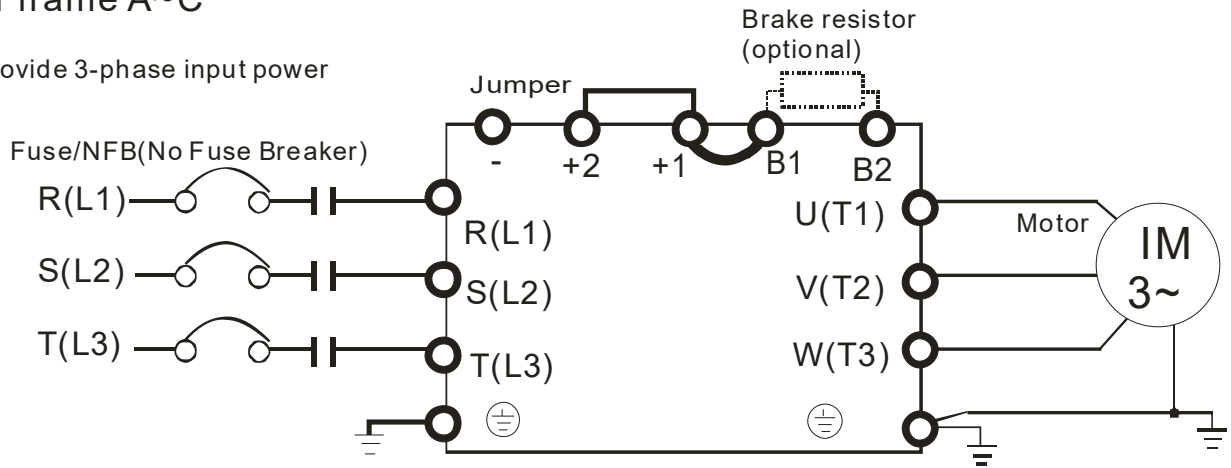 frame A~C
ovide 3-phase input power
Brake resistor
(optional)
Jumper
Fuse/NFB(No Fuse Breaker)
- +2 +1 B1 B2
R(L1)
R(L1)
U(T1)
Motor
IM
3~
S(L2)
S(L2)
V(T2)
T(L3)
T(L3)
W(T3)